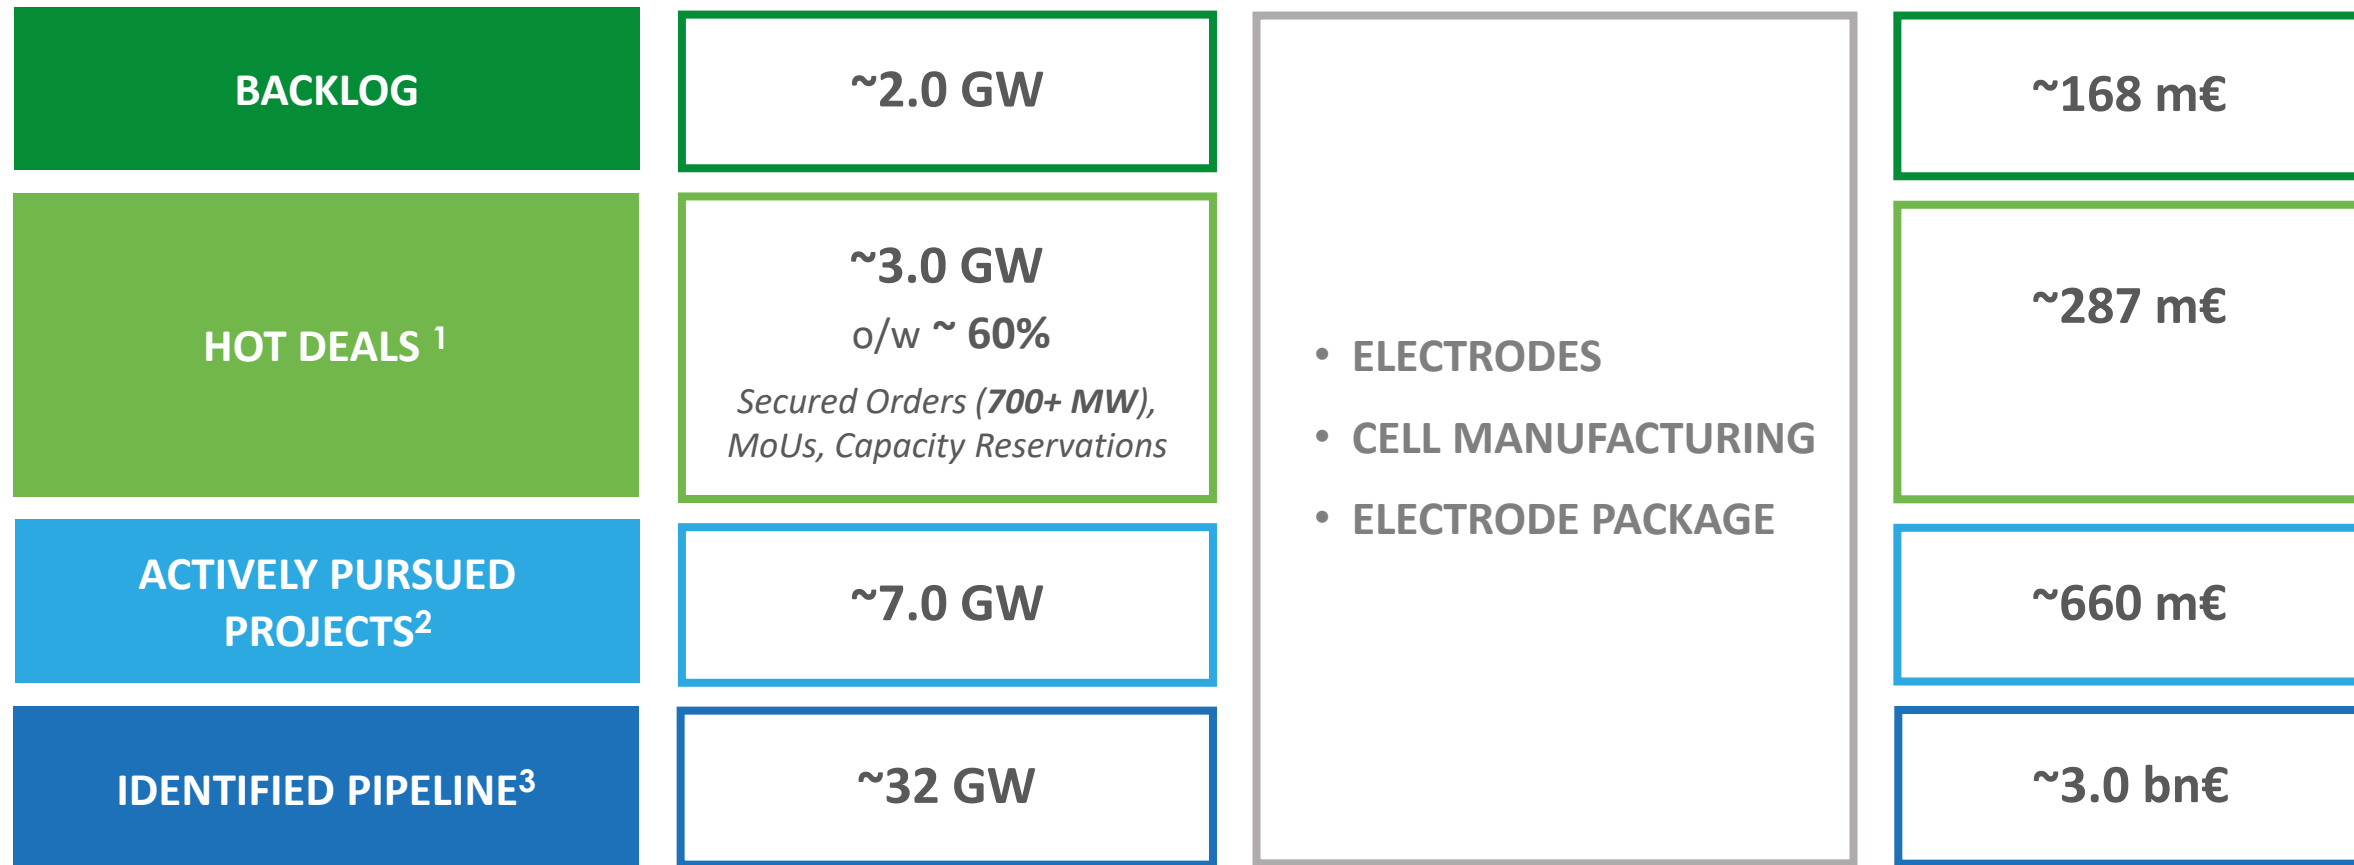 BACKLOG
~2.0 GW
~168 m€
HOT DEALS ¹
~3.0 GW
o/w ~ 60%
Secured Orders (700+ MW),
MoUs, Capacity Reservations
~287 m€
• ELECTRODES
• CELL MANUFACTURING
• ELECTRODE PACKAGE
ACTIVELY PURSUED
PROJECTS²
~7.0 GW
~660 m€
IDENTIFIED PIPELINE³
~32 GW
~3.0 bn€